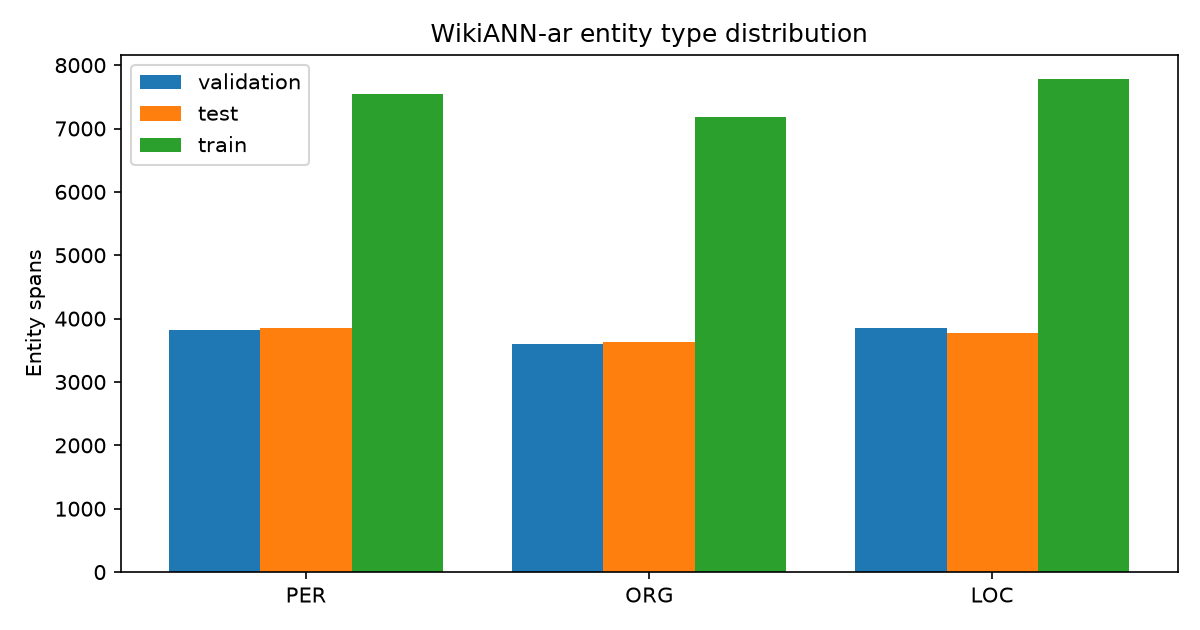 WikiANN-ar entity type distribution
validation
test
train
Entity spans
8000
7000
6000
5000
4000
3000
2000
1000
0
PER
ORG
LOC